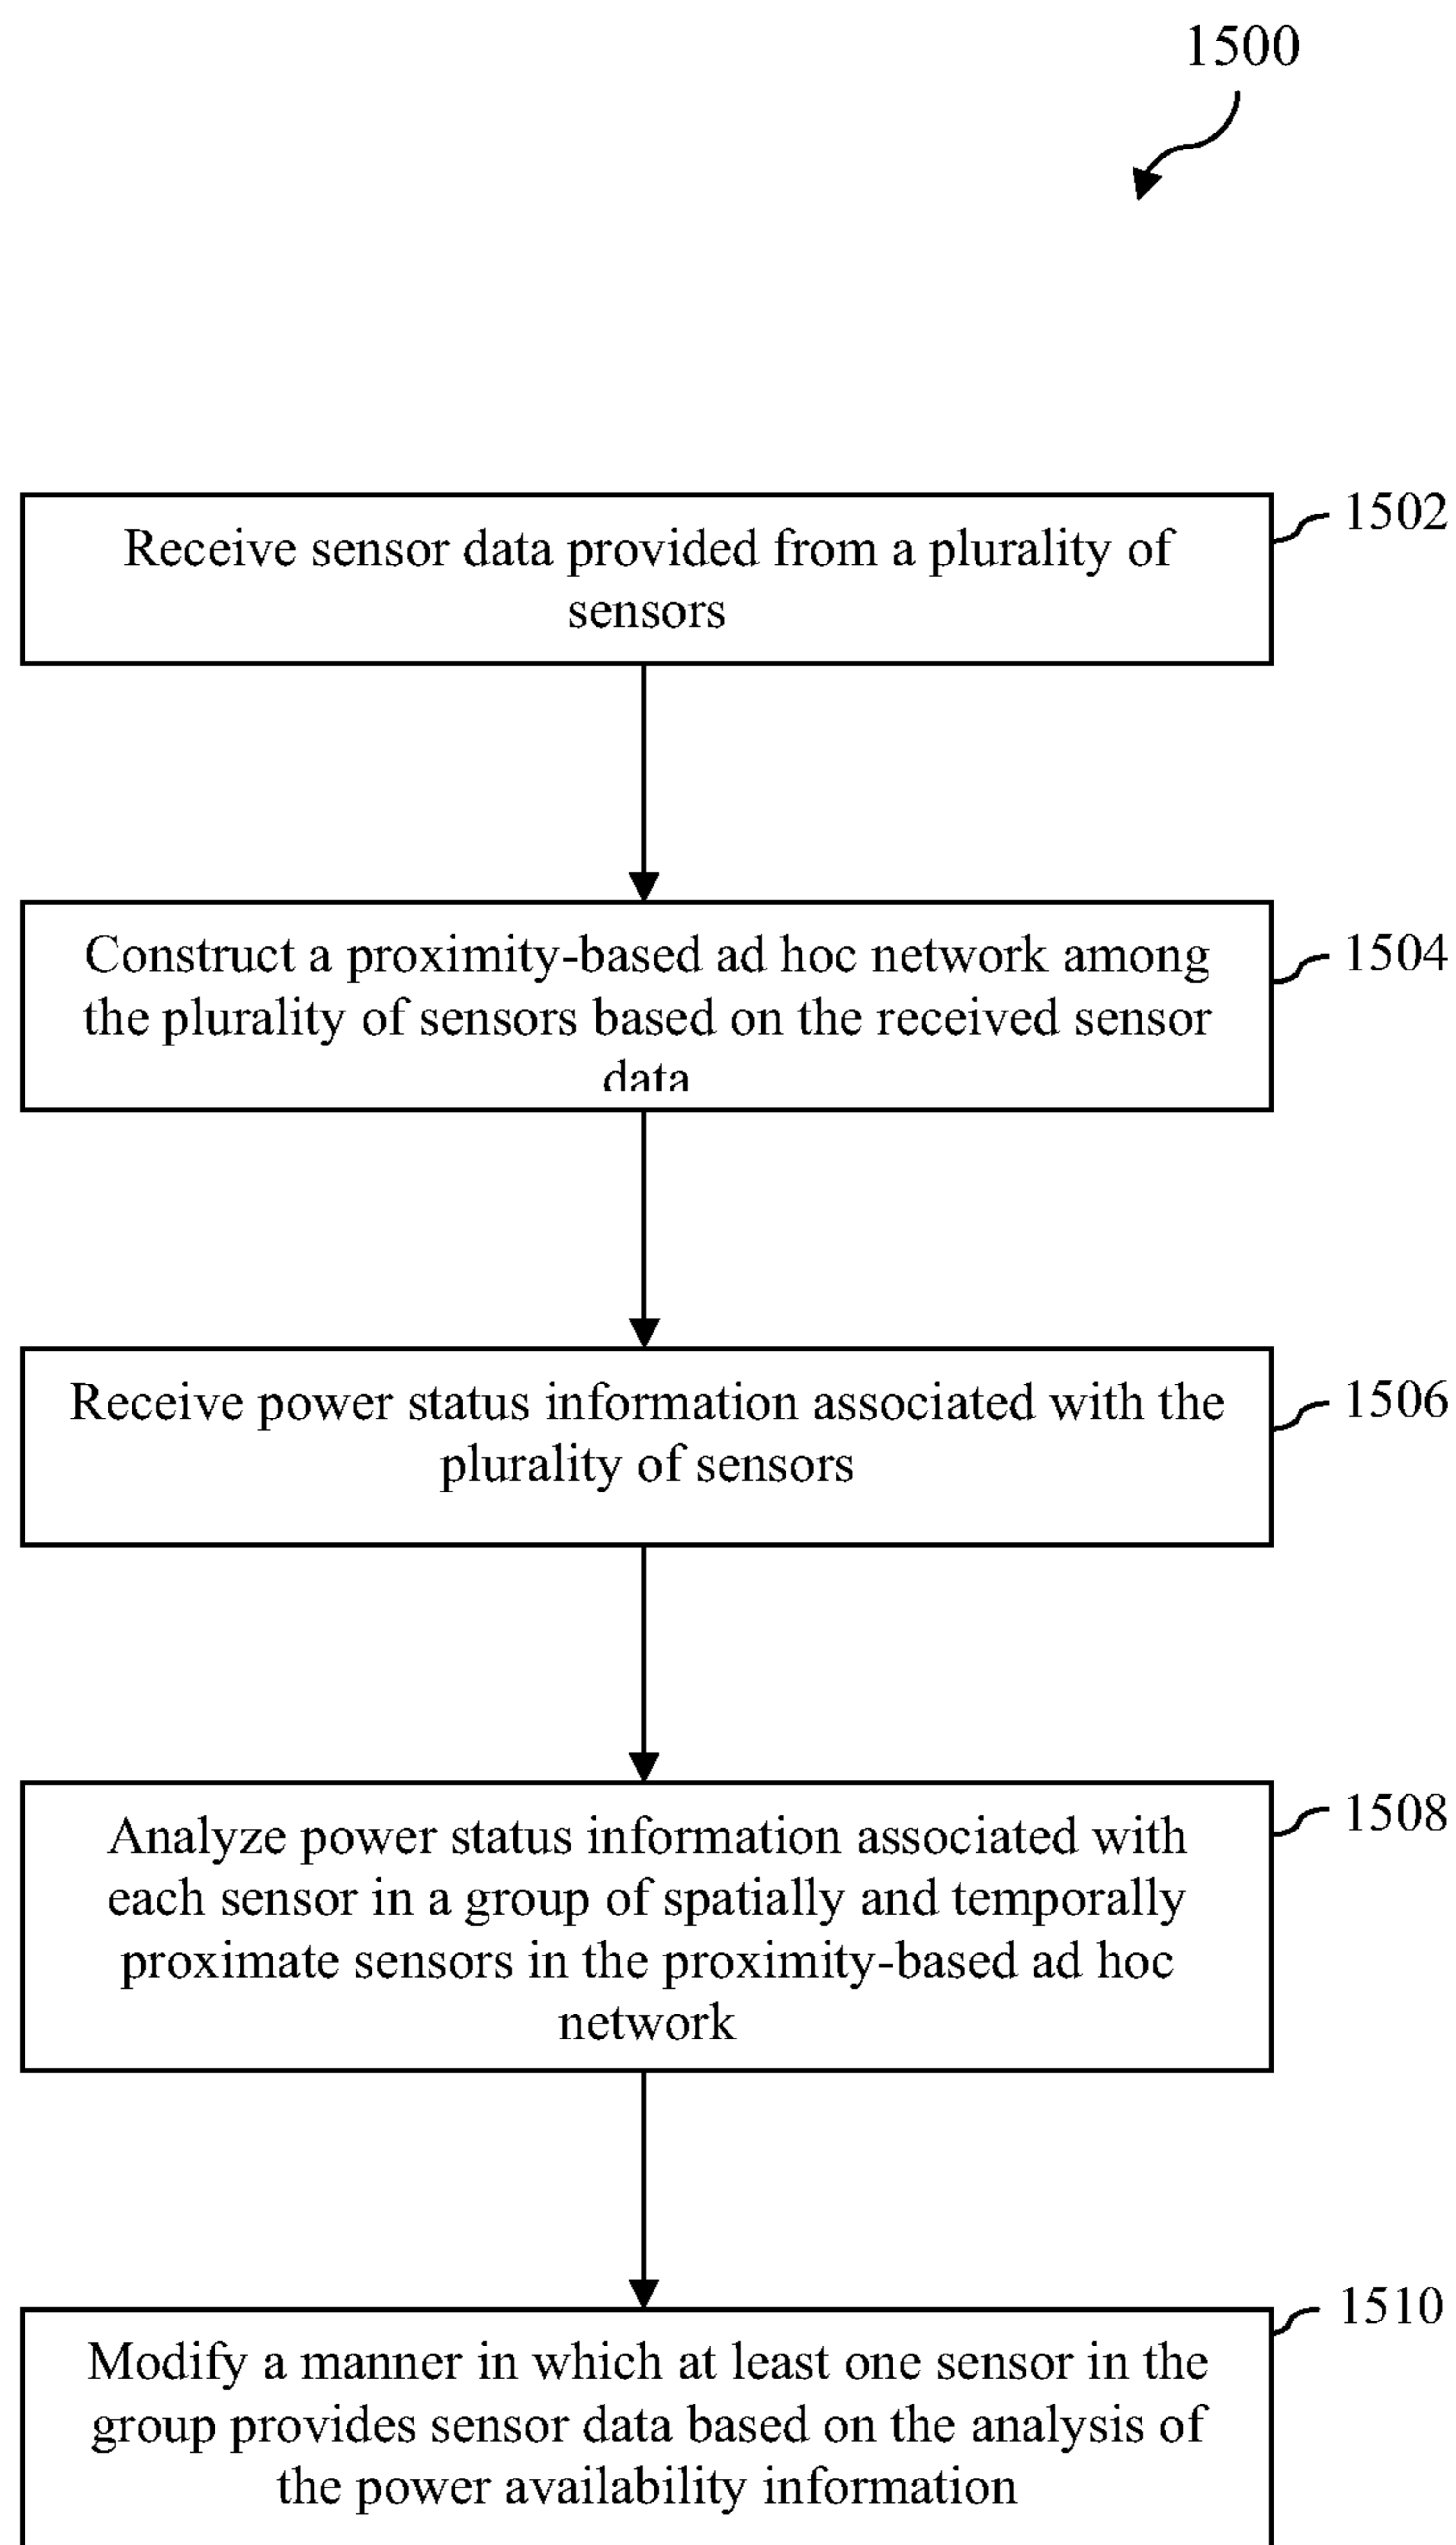 1500
Receive sensor data provided from a plurality of
sensors
1502
Construct a proximity-based ad hoc network among
the plurality of sensors based on the received sensor
data
1504
Receive power status information associated with the
plurality of sensors
1506
Analyze power status information associated with
each sensor in a group of spatially and temporally
proximate sensors in the proximity-based ad hoc
network
1508
Modify a manner in which at least one sensor in the
group provides sensor data based on the analysis of
the power availability information
1510